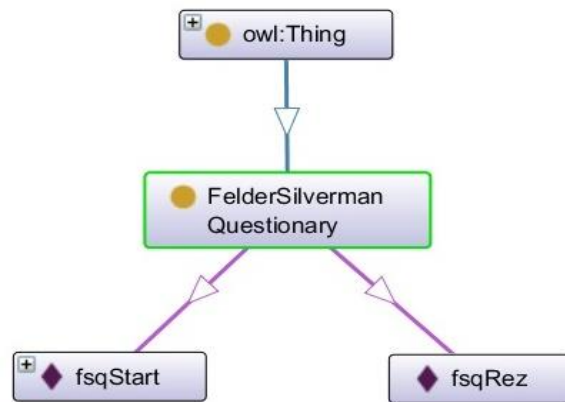 owl:Thing
FelderSilverman
Questionary
fsqStart
fsqRez